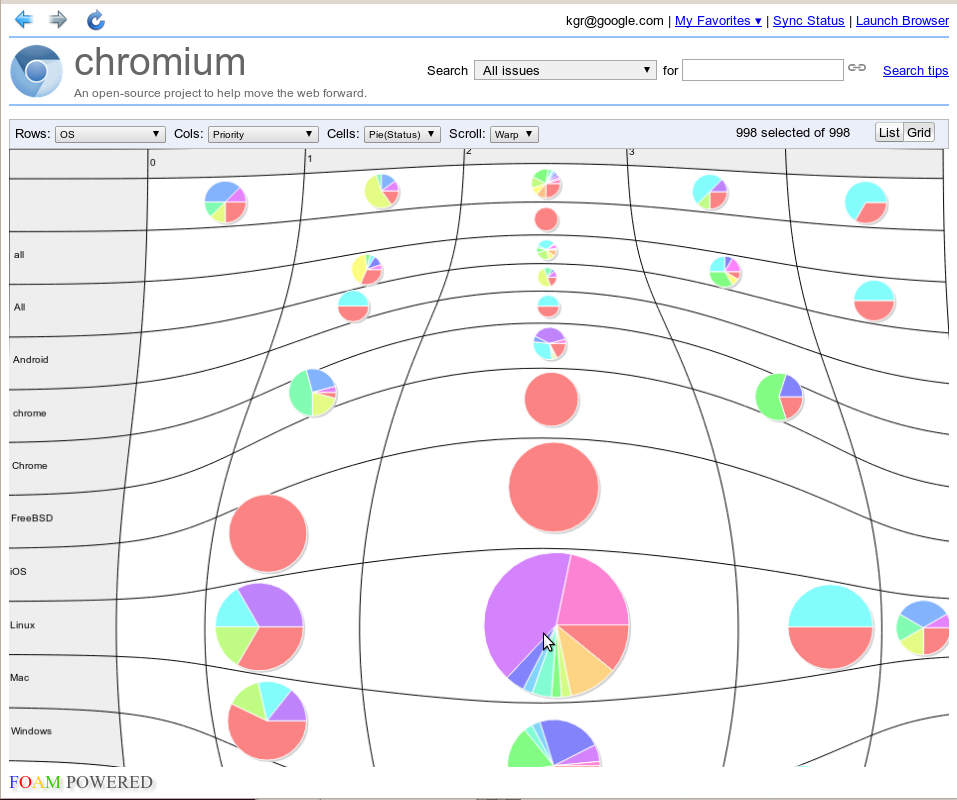 kgr@google.com | My Favorites ▾ | Sync Status | Launch Browser
chromium
An open-source project to help move the web forward.
Search All issues ▼ for Search tips
Rows: OS ▼ Cols: Priority ▼ Cells: Pie(Status) ▼ Scroll: Warp ▼ 998 selected of 998 List Grid
0 1 2 3
all
All
Android
chrome
Chrome
FreeBSD
iOS
Linux
Mac
Windows
FOAM POWERED